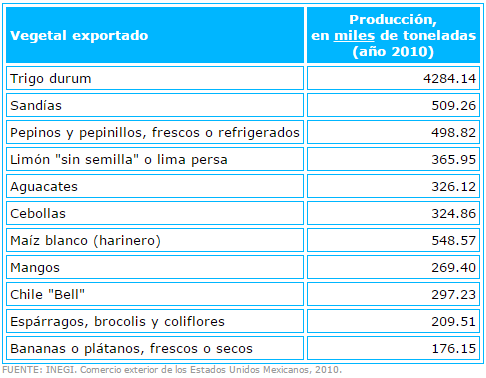 Vegetal exportado
Producción,
en miles de toneladas
(año 2010)
Trigo durum 4284.14
Sandías 509.26
Pepinos y pepinillos, frescos o refrigerados 498.82
Limón "sin semilla" o lima persa 365.95
Aguacates 326.12
Cebollas 324.86
Maíz blanco (harinero) 548.57
Mangos 269.40
Chile "Bell" 297.23
Espárragos, brocolis y coliflores 209.51
Bananas o plátanos, frescos o secos 176.15
FUENTE: INEGI. Comercio exterior de los Estados Unidos Mexicanos, 2010.